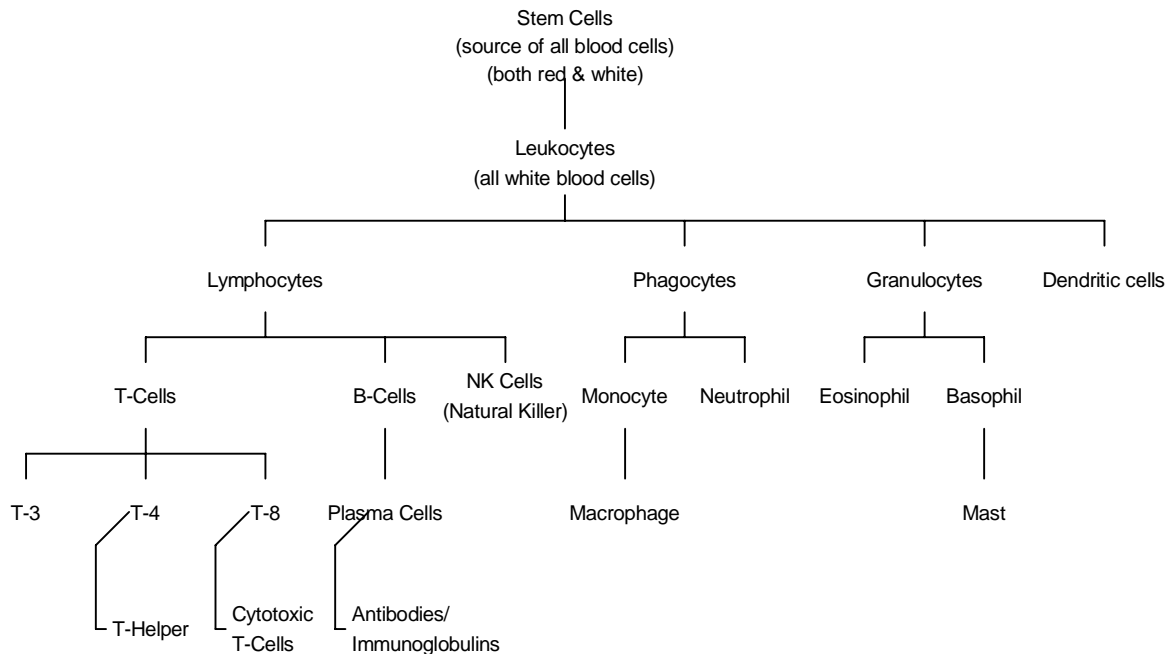 Stem Cells
(source of all blood cells)
(both red & white)
Leukocytes
(all white blood cells)
Lymphocytes
Phagocytes
Granulocytes
Dendritic cells
T-Cells
B-Cells
NK Cells
(Natural Killer)
Monocyte
Neutrophil
Eosinophil
Basophil
T-3
T-4
T-8
Plasma Cells
Macrophage
Mast
T-Helper
Cytotoxic
T-Cells
Antibodies/
Immunoglobulins